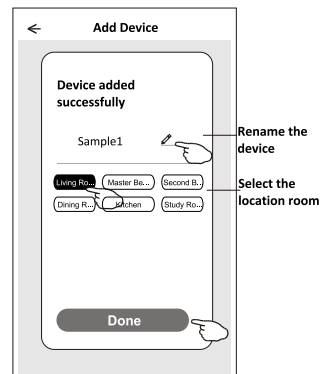 Add Device
Device added
successfully
Sample1
Rename the
device
Living Ro...
Master Be...
Second B...
Select the
location room
Dining R...
Kitchen
Study Ro...
Done